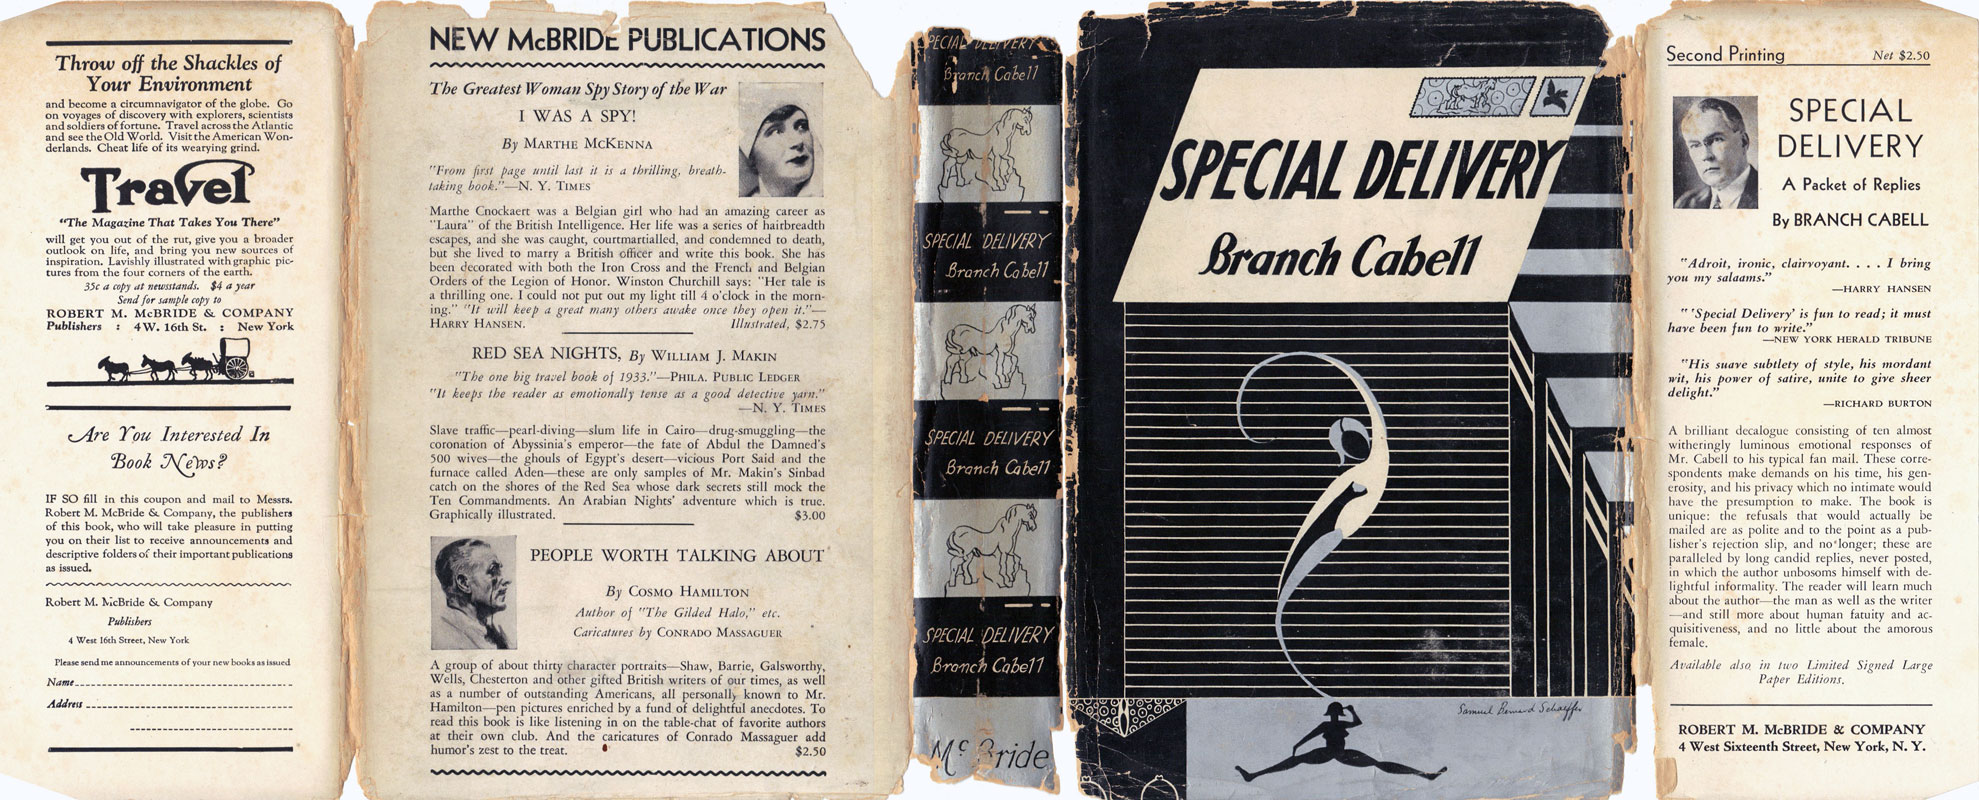 Throw off the Shackles of
Your Environment
and become a circumnavigator of the globe. Go
on voyages of discovery with explorers, scientists
and soldiers of fortune. Travel across the Atlantic
and see the Old World. Visit the American Won-
derlands. Cheat life of its wearying grind.
Travel
"The Magazine That Takes You There"
will get you out of the rut, give you a broader
outlook on life, and bring you new sources of
inspiration. Lavishly illustrated with graphic pic-
tures from the four corners of the earth.
35c a copy at newsstands. $4 a year
Send for sample copy to
ROBERT M. McBRIDE & COMPANY
Publishers : 4 W. 16th St. : New York
Are You Interested In
Book News?
IF SO fill in this coupon and mail to Messrs.
Robert M. McBride & Company, the publishers
of this book, who will take pleasure in putting
you on their list to receive announcements and
descriptive folders of their important publications
as issued.
Robert M. McBride & Company
Publishers
4 West 16th Street, New York
Please send me announcements of your new books as issued
Name
Address
NEW McBRIDE PUBLICATIONS
The Greatest Woman Spy Story of the War
I WAS A SPY!
By MARTHE MCKENNA
"From first page until last it is a thrilling, breath-
taking book."—N. Y. TIMES
Marthe Cnockaert was a Belgian girl who had an amazing career as
"Laura" of the British Intelligence. Her life was a series of hairbreadth
escapes, and she was caught, courtmartialled, and condemned to death,
but she lived to marry a British officer and write this book. She has
been decorated with both the Iron Cross and the French and Belgian
Orders of the Legion of Honor. Winston Churchill says: "Her tale is
a thrilling one. I could not put out my light till 4 o'clock in the morn-
ing." "It will keep a great many others awake once they open it."—
HARRY HANSEN. Illustrated, $2.75
RED SEA NIGHTS, By WILLIAM J. MAKIN
"The one big travel book of 1933."—PHILA. PUBLIC LEDGER
"It keeps the reader as emotionally tense as a good detective yarn."
—N. Y. TIMES
Slave traffic—pearl-diving—slum life in Cairo—drug-smuggling—the
coronation of Abyssinia's emperor—the fate of Abdul the Damned's
500 wives—the ghouls of Egypt's desert—vicious Port Said and the
furnace called Aden—these are only samples of Mr. Makin's Sinbad
catch on the shores of the Red Sea whose dark secrets still mock the
Ten Commandments. An Arabian Nights' adventure which is true.
Graphically illustrated. $3.00
PEOPLE WORTH TALKING ABOUT
By COSMO HAMILTON
Author of "The Gilded Halo," etc.
Caricatures by CONRADO MASSAGUER
A group of about thirty character portraits—Shaw, Barrie, Galsworthy,
Wells, Chesterton and other gifted British writers of our times, as well
as a number of outstanding Americans, all personally known to Mr.
Hamilton—pen pictures enriched by a fund of delightful anecdotes. To
read this book is like listening in on the table-chat of favorite authors
at their own club. And the caricatures of Conrado Massaguer add
humor's zest to the treat. $2.50
SPECIAL DELIVERY
Branch Cabell
SPECIAL DELIVERY
Branch Cabell
SPECIAL DELIVERY
Branch Cabell
SPECIAL DELIVERY
Branch Cabell
McBride
SPECIAL DELIVERY
Branch Cabell
Samuel Bernard Schaeffer
Second Printing Net $2.50
SPECIAL
DELIVERY
A Packet of Replies
By BRANCH CABELL
"Adroit, ironic, clairvoyant. . . . I bring
you my salaams."
—HARRY HANSEN
"'Special Delivery' is fun to read; it must
have been fun to write."
—NEW YORK HERALD TRIBUNE
"His suave subtlety of style, his mordant
wit, his power of satire, unite to give sheer
delight."
—RICHARD BURTON
A brilliant decalogue consisting of ten almost
witheringly luminous emotional responses of
Mr. Cabell to his typical fan mail. These corre-
spondents make demands on his time, his gen-
erosity, and his privacy which no intimate would
have the presumption to make. The book is
unique: the refusals that would actually be
mailed are as polite and to the point as a pub-
lisher's rejection slip, and no longer; these are
paralleled by long candid replies, never posted,
in which the author unbosoms himself with de-
lightful informality. The reader will learn much
about the author—the man as well as the writer
—and still more about human fatuity and ac-
quisitiveness, and no little about the amorous
female.
Available also in two Limited Signed Large
Paper Editions.
ROBERT M. McBRIDE & COMPANY
4 West Sixteenth Street, New York, N. Y.